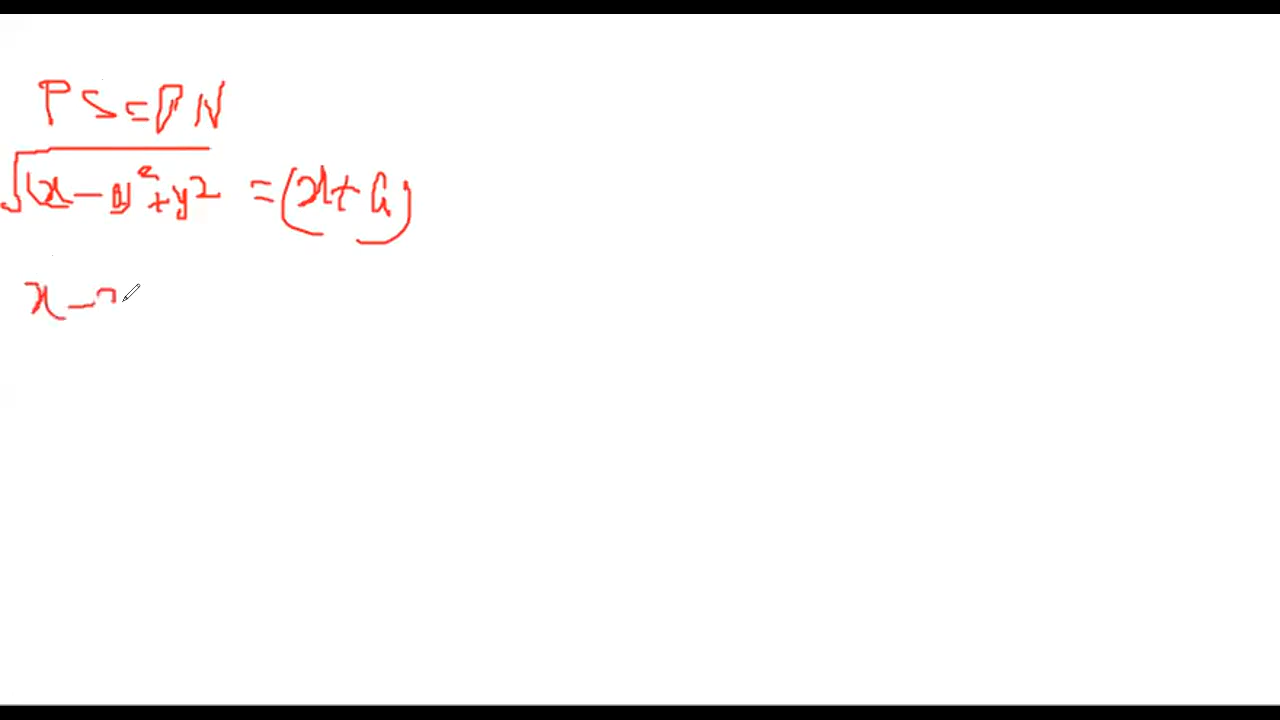 PS=PN
√(x-a)²+y² =(x+a)
x-